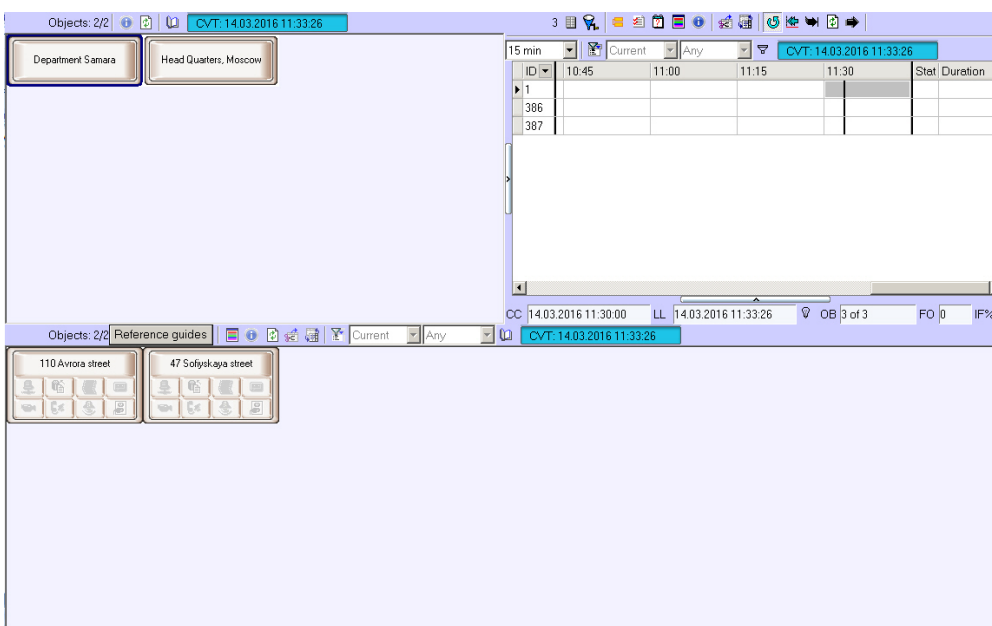 Objects: 2/2 CVT: 14.03.2016 11:33:26
3
Department Samara
Head Quarters, Moscow
15 min Current Any CVT: 14.03.2016 11:33:26
ID 10:45 11:00 11:15 11:30 Stat Duration
1
386
387
CC 14.03.2016 11:30:00 LL 14.03.2016 11:33:26 OB 3 of 3 FO 0 IF%
Objects: 2/2 Reference guides Current Any CVT: 14.03.2016 11:33:26
110 Avrora street
47 Sofiyskaya street